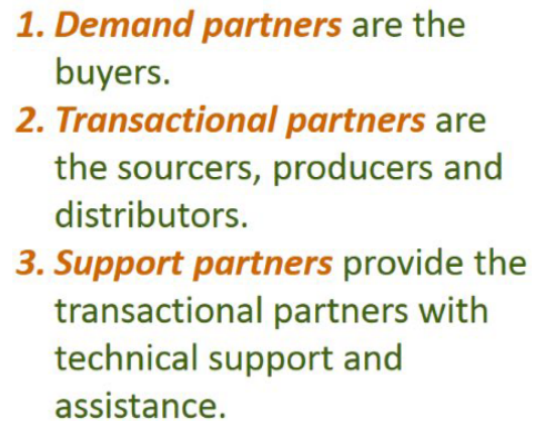 1. Demand partners are the
buyers.
2. Transactional partners are
the sourcers, producers and
distributors.
3. Support partners provide the
transactional partners with
technical support and
assistance.